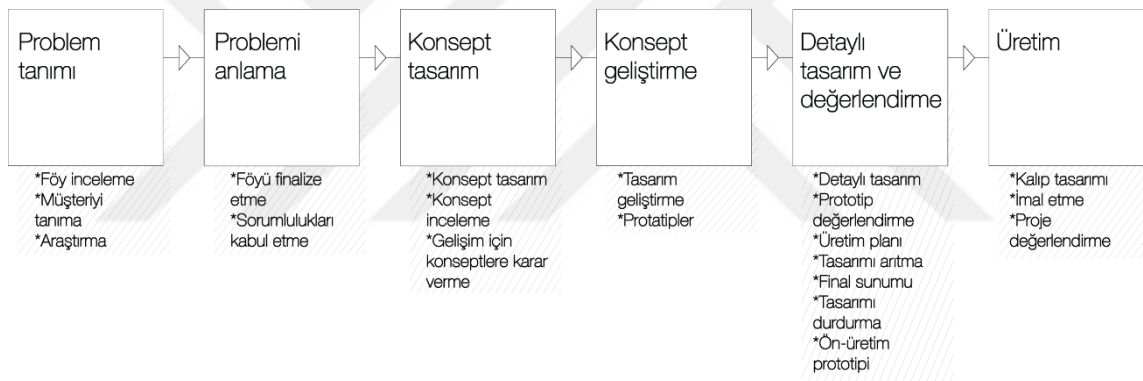 Problem
tanımı
Problemi
anlama
Konsept
tasarım
Konsept
geliştirme
Detaylı
tasarım ve
değerlendirme
Üretim
*Föy inceleme
*Müşteriyi
tanıma
*Araştırma
*Föyü finalize
etme
*Sorumlulukları
kabul etme
*Konsept tasarım
*Konsept
inceleme
*Gelişim için
konseptlere karar
verme
*Tasarım
geliştirme
*Protatipler
*Detaylı tasarım
*Prototip
değerlendirme
*Üretim planı
*Tasarımı arıtma
*Final sunumu
*Tasarımı
durdurma
*Ön-üretim
prototipi
*Kalıp tasarımı
*İmal etme
*Proje
değerlendirme